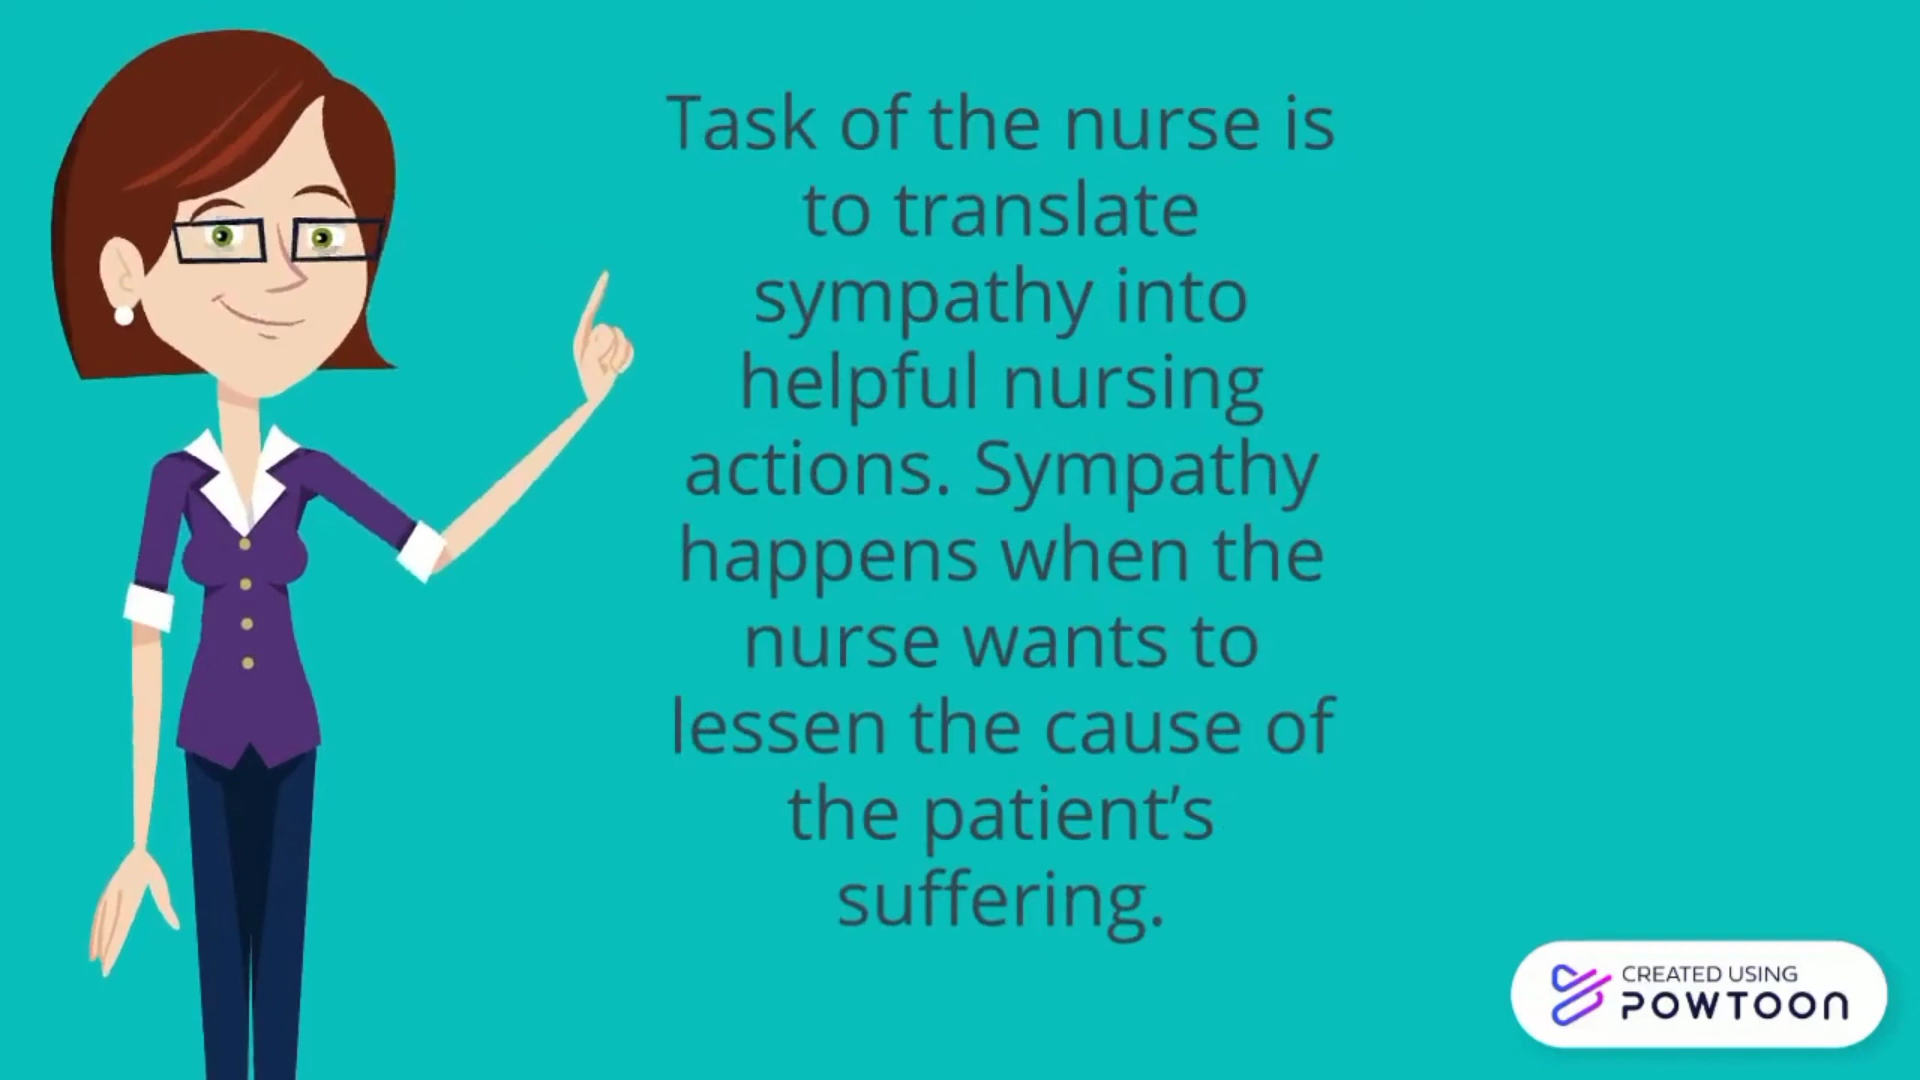 Task of the nurse is
to translate
sympathy into
helpful nursing
actions. Sympathy
happens when the
nurse wants to
lessen the cause of
the patient’s
suffering.
CREATED USING
POWTOON